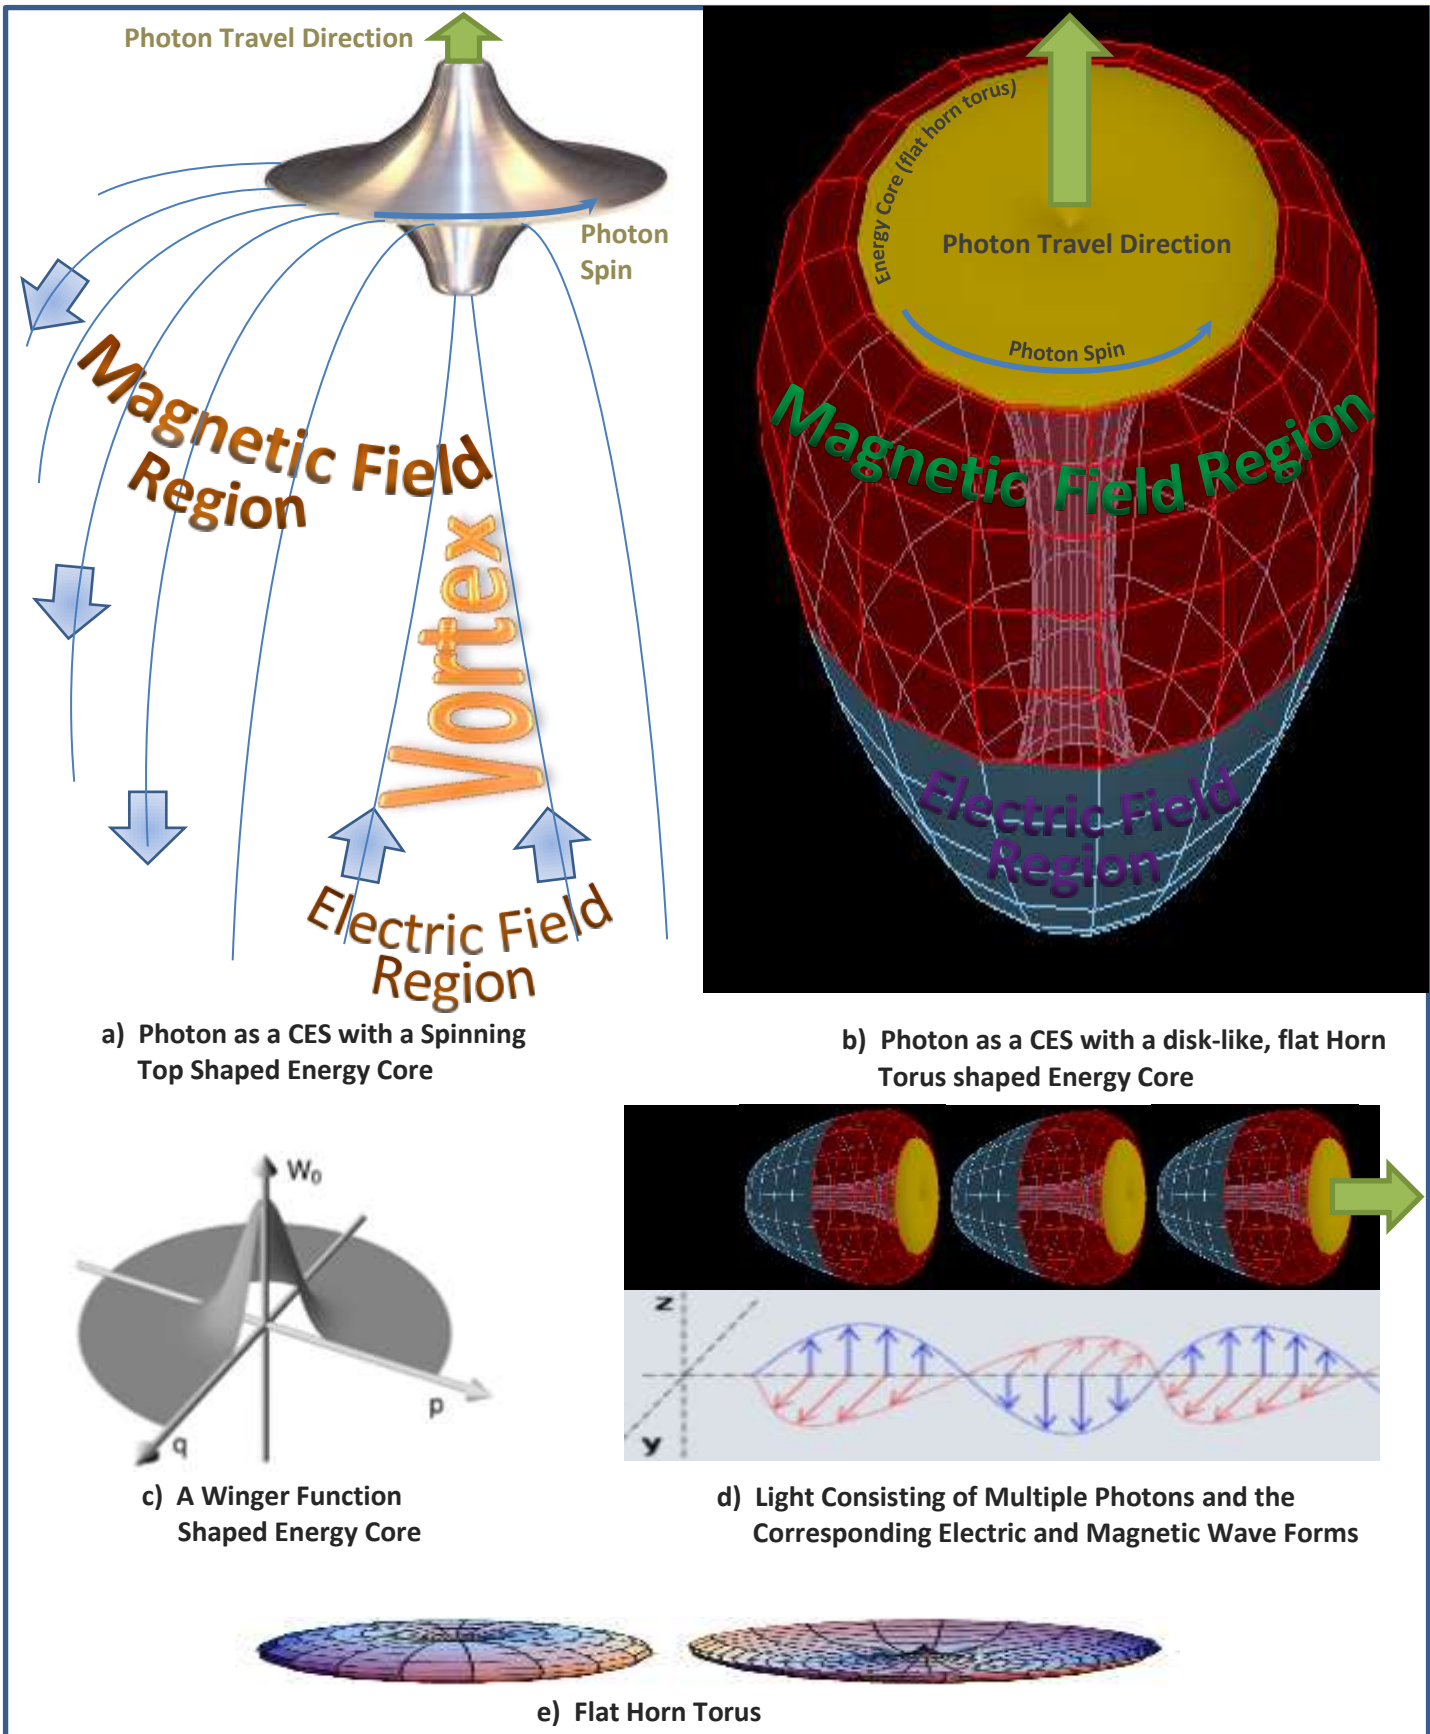 Photon Travel Direction
Photon
Spin
Magnetic Field
Region
Vortex
Electric Field
Region
a) Photon as a CES with a Spinning
Top Shaped Energy Core
Energy Core (flat horn torus)
Photon Travel Direction
Photon Spin
Magnetic Field Region
Electric Field
Region
b) Photon as a CES with a disk-like, flat Horn
Torus shaped Energy Core
W₀
p
q
c) A Winger Function
Shaped Energy Core
z
y
d) Light Consisting of Multiple Photons and the
Corresponding Electric and Magnetic Wave Forms
e) Flat Horn Torus